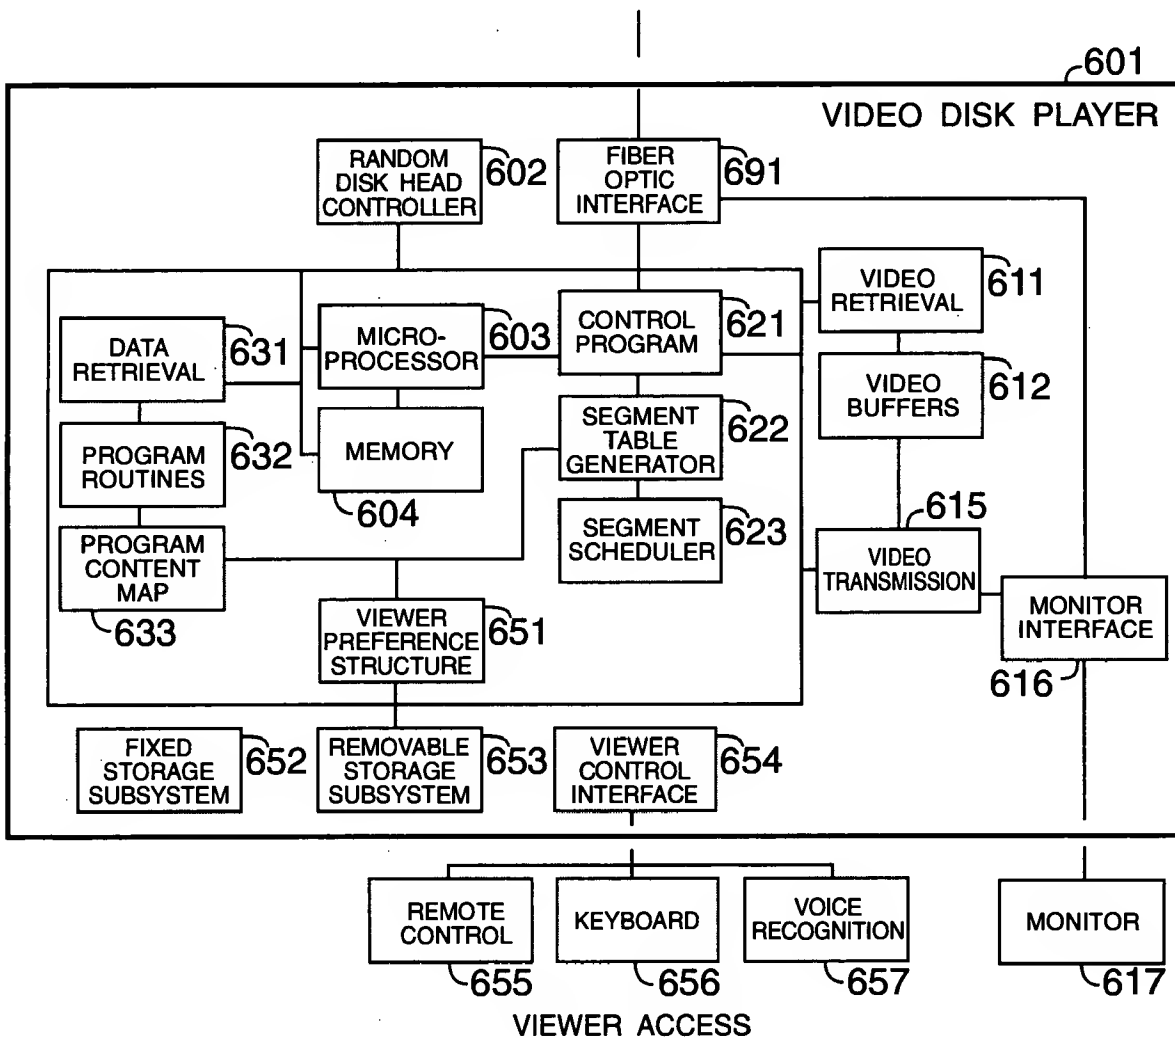 601
VIDEO DISK PLAYER
RANDOM
DISK HEAD
CONTROLLER
602
FIBER
OPTIC
INTERFACE
691
DATA
RETRIEVAL
631
MICRO-
PROCESSOR
603
CONTROL
PROGRAM
621
VIDEO
RETRIEVAL
611
PROGRAM
ROUTINES
632
MEMORY
604
SEGMENT
TABLE
GENERATOR
622
VIDEO
BUFFERS
612
PROGRAM
CONTENT
MAP
633
SEGMENT
SCHEDULER
623
615
VIDEO
TRANSMISSION
VIEWER
PREFERENCE
STRUCTURE
651
MONITOR
INTERFACE
616
FIXED
STORAGE
SUBSYSTEM
652
REMOVABLE
STORAGE
SUBSYSTEM
653
VIEWER
CONTROL
INTERFACE
654
REMOTE
CONTROL
655
KEYBOARD
656
VOICE
RECOGNITION
657
MONITOR
617
VIEWER ACCESS